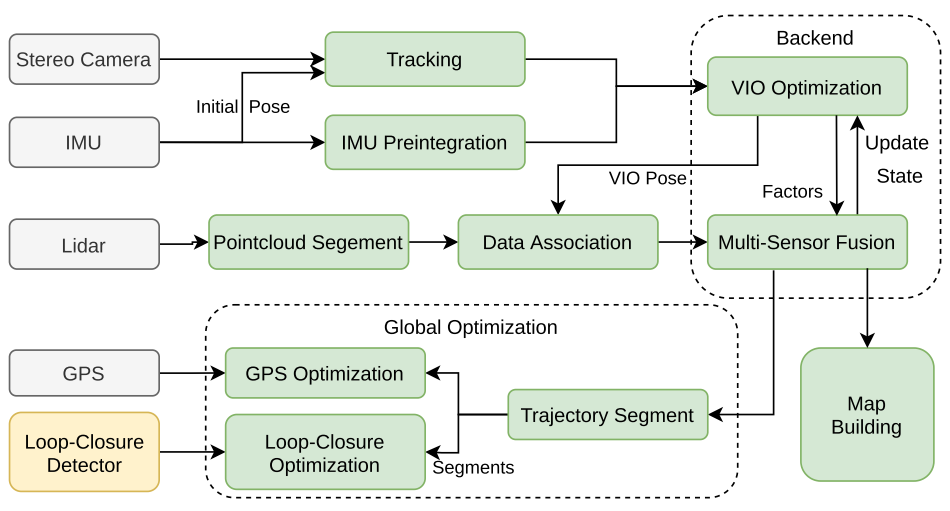 Backend
Stereo Camera
Tracking
VIO Optimization
Initial Pose
IMU
IMU Preintegration
Update
State
VIO Pose
Factors
Lidar
Pointcloud Segement
Data Association
Multi-Sensor Fusion
Global Optimization
GPS
GPS Optimization
Trajectory Segment
Map
Building
Loop-Closure
Detector
Loop-Closure
Optimization
Segments